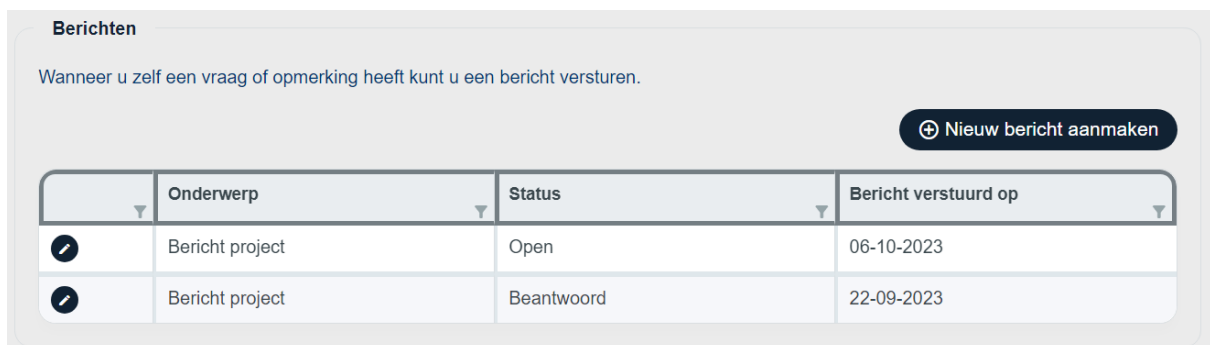 Berichten
Wanneer u zelf een vraag of opmerking heeft kunt u een bericht versturen.
Nieuw bericht aanmaken
Onderwerp Status Bericht verstuurd op
Bericht project Open 06-10-2023
Bericht project Beantwoord 22-09-2023